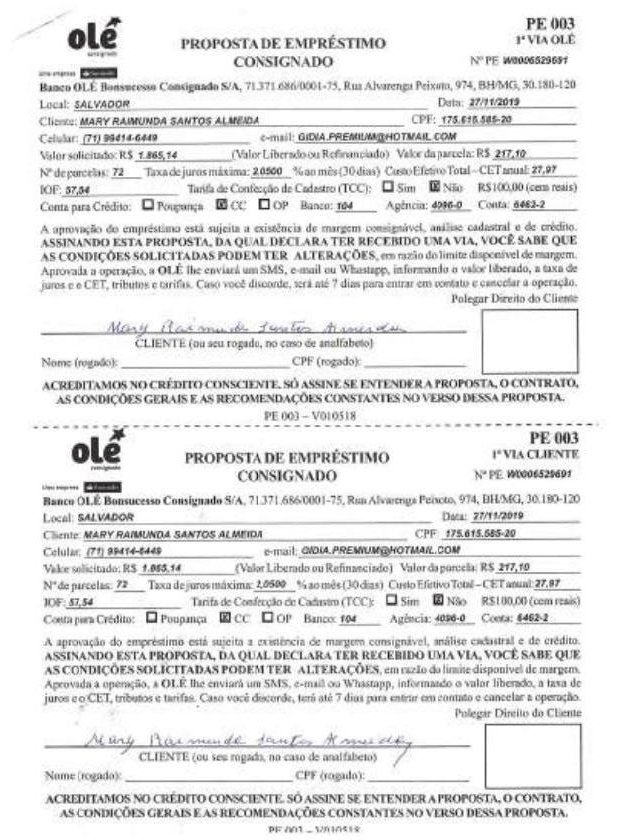 olé
consignado
Uma empresa Santander
PROPOSTA DE EMPRÉSTIMO
CONSIGNADO
PE 003
1ª VIA OLÉ
Nº PE W0006529691
Banco OLÉ Bonsucesso Consignado S/A, 71.371.686/0001-75, Rua Alvarenga Peixoto, 974, BH/MG, 30.180-120
Local: SALVADOR Data: 27/11/2019
Cliente: MARY RAIMUNDA SANTOS ALMEIDA CPF: 175.615.585-20
Celular: (71) 99414-6449 e-mail: GIDIA.PREMIUM@HOTMAIL.COM
Valor solicitado: R$ 1.865,14 (Valor Liberado ou Refinanciado) Valor da parcela: R$ 217,10
Nº de parcelas: 72 Taxa de juros máxima: 2,0500 % ao mês (30 dias) Custo Efetivo Total – CET anual: 27,97
IOF: 57,54 Tarifa de Confecção de Cadastro (TCC): Sim Não R$100,00 (cem reais)
Conta para Crédito: Poupança CC OP Banco: 104 Agência: 4096-0 Conta: 6462-2
A aprovação do empréstimo está sujeita a existência de margem consignável, análise cadastral e de crédito.
ASSINANDO ESTA PROPOSTA, DA QUAL DECLARA TER RECEBIDO UMA VIA, VOCÊ SABE QUE
AS CONDIÇÕES SOLICITADAS PODEM TER ALTERAÇÕES, em razão do limite disponível de margem.
Aprovada a operação, a OLÉ lhe enviará um SMS, e-mail ou Whastapp, informando o valor liberado, a taxa de
juros e o CET, tributos e tarifas. Caso você discorde, terá até 7 dias para entrar em contato e cancelar a operação.
Polegar Direito do Cliente
Mary Raimunda Santos Almeida
CLIENTE (ou seu rogado, no caso de analfabeto)
Nome (rogado): CPF (rogado):
ACREDITAMOS NO CRÉDITO CONSCIENTE. SÓ ASSINE SE ENTENDER A PROPOSTA, O CONTRATO,
AS CONDIÇÕES GERAIS E AS RECOMENDAÇÕES CONSTANTES NO VERSO DESSA PROPOSTA.
PE 003 – V010518
olé
consignado
Uma empresa Santander
PROPOSTA DE EMPRÉSTIMO
CONSIGNADO
PE 003
1ª VIA CLIENTE
Nº PE W0006529691
Banco OLÉ Bonsucesso Consignado S/A, 71.371.686/0001-75, Rua Alvarenga Peixoto, 974, BH/MG, 30.180-120
Local: SALVADOR Data: 27/11/2019
Cliente: MARY RAIMUNDA SANTOS ALMEIDA CPF 175.615.585-20
Celular: (71) 99414-6449 e-mail: GIDIA.PREMIUM@HOTMAIL.COM
Valor solicitado: R$ 1.865,14 (Valor Liberado ou Refinanciado) Valor da parcela: R$ 217,10
Nº de parcelas: 72 Taxa de juros máxima: 2,0500 % ao mês (30 dias) Custo Efetivo Total – CET anual: 27,97
IOF: 57,54 Tarifa de Confecção de Cadastro (TCC): Sim Não R$100,00 (cem reais)
Conta para Crédito: Poupança CC OP Banco: 104 Agência: 4096-0 Conta: 6462-2
A aprovação do empréstimo está sujeita a existência de margem consignável, análise cadastral e de crédito.
ASSINANDO ESTA PROPOSTA, DA QUAL DECLARA TER RECEBIDO UMA VIA, VOCÊ SABE QUE
AS CONDIÇÕES SOLICITADAS PODEM TER ALTERAÇÕES, em razão do limite disponível de margem.
Aprovada a operação, a OLÉ lhe enviará um SMS, e-mail ou Whastapp, informando o valor liberado, a taxa de
juros e o CET, tributos e tarifas. Caso você discorde, terá até 7 dias para entrar em contato e cancelar a operação.
Polegar Direito do Cliente
Mary Raimunda Santos Almeida
CLIENTE (ou seu rogado, no caso de analfabeto)
Nome (rogado): CPF (rogado):
ACREDITAMOS NO CRÉDITO CONSCIENTE. SÓ ASSINE SE ENTENDER A PROPOSTA, O CONTRATO,
AS CONDIÇÕES GERAIS E AS RECOMENDAÇÕES CONSTANTES NO VERSO DESSA PROPOSTA.
PE 003 – V010518